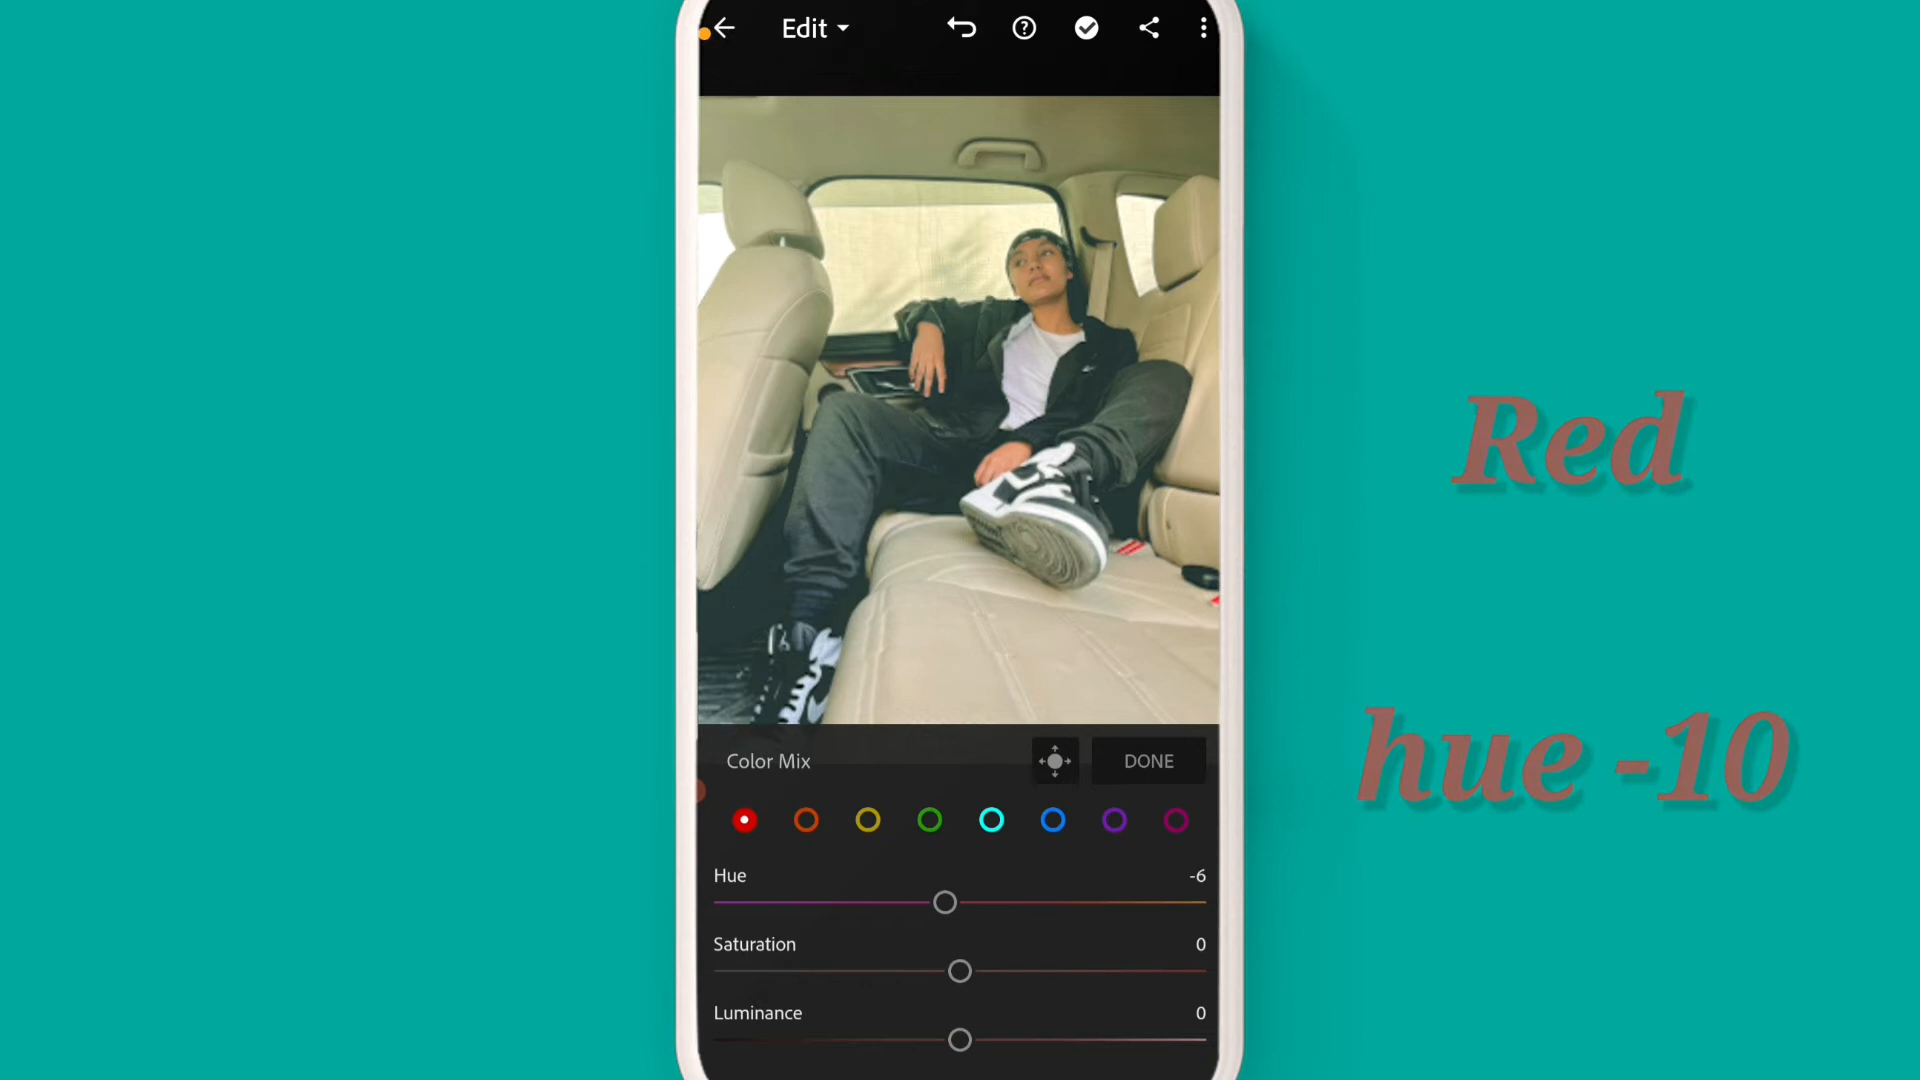 Edit
Red
hue -10
Color Mix
DONE
Hue -6
Saturation 0
Luminance 0